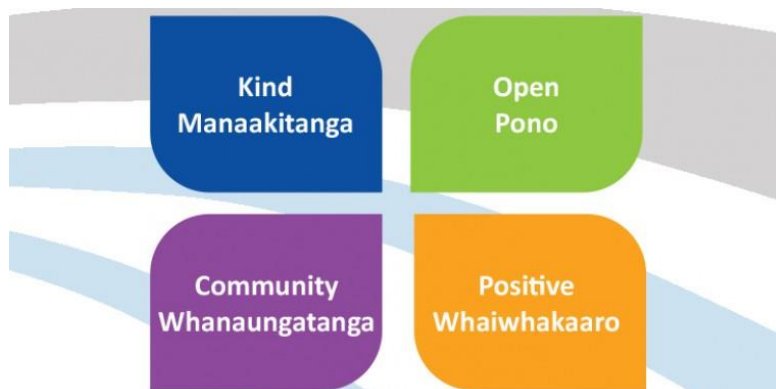 Kind
Manaakitanga
Open
Pono
Community
Whanaungatanga
Positive
Whaiwhakaaro